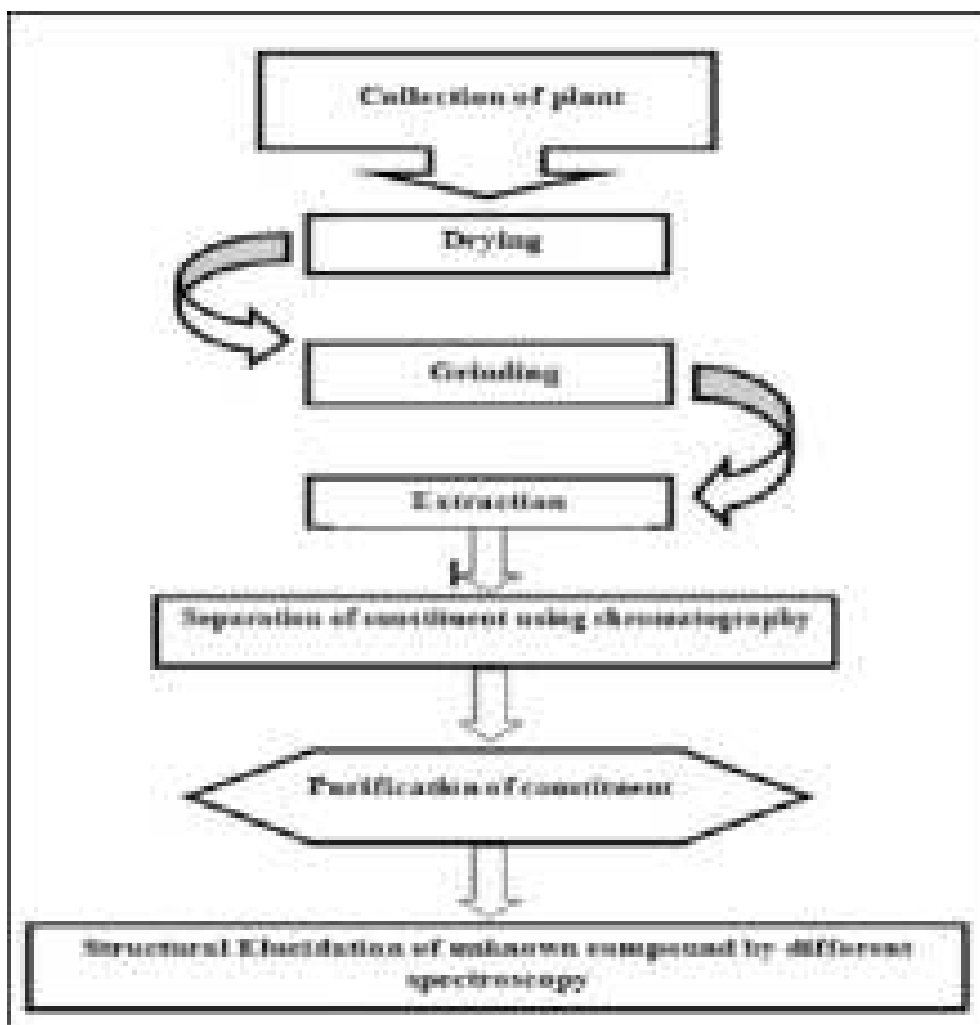 Collection of plant
Drying
Grinding
Extraction
Separation of constituent using chromatography
Purification of constituent
Structural Elucidation of unknown compound by different
spectroscopy